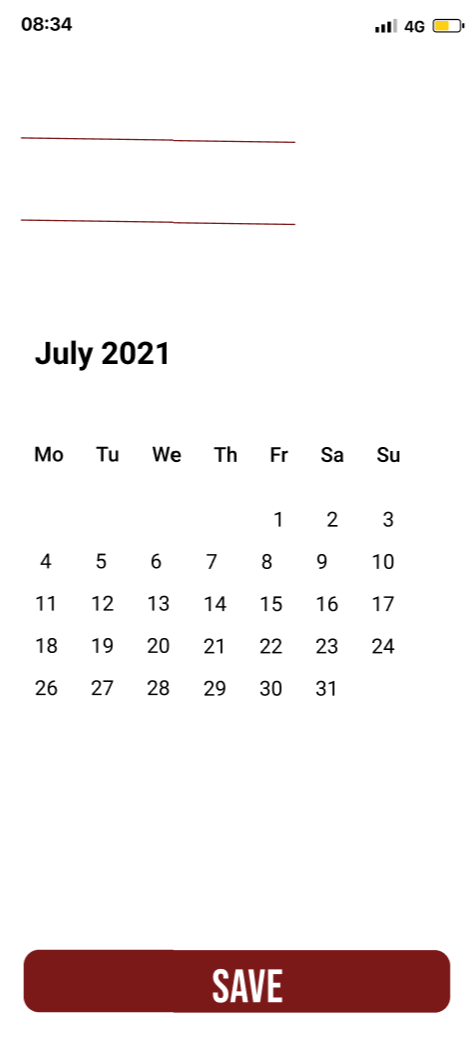 08:34 4G
July 2021
Mo Tu We Th Fr Sa Su
1 2 3
4 5 6 7 8 9 10
11 12 13 14 15 16 17
18 19 20 21 22 23 24
26 27 28 29 30 31
SAVE